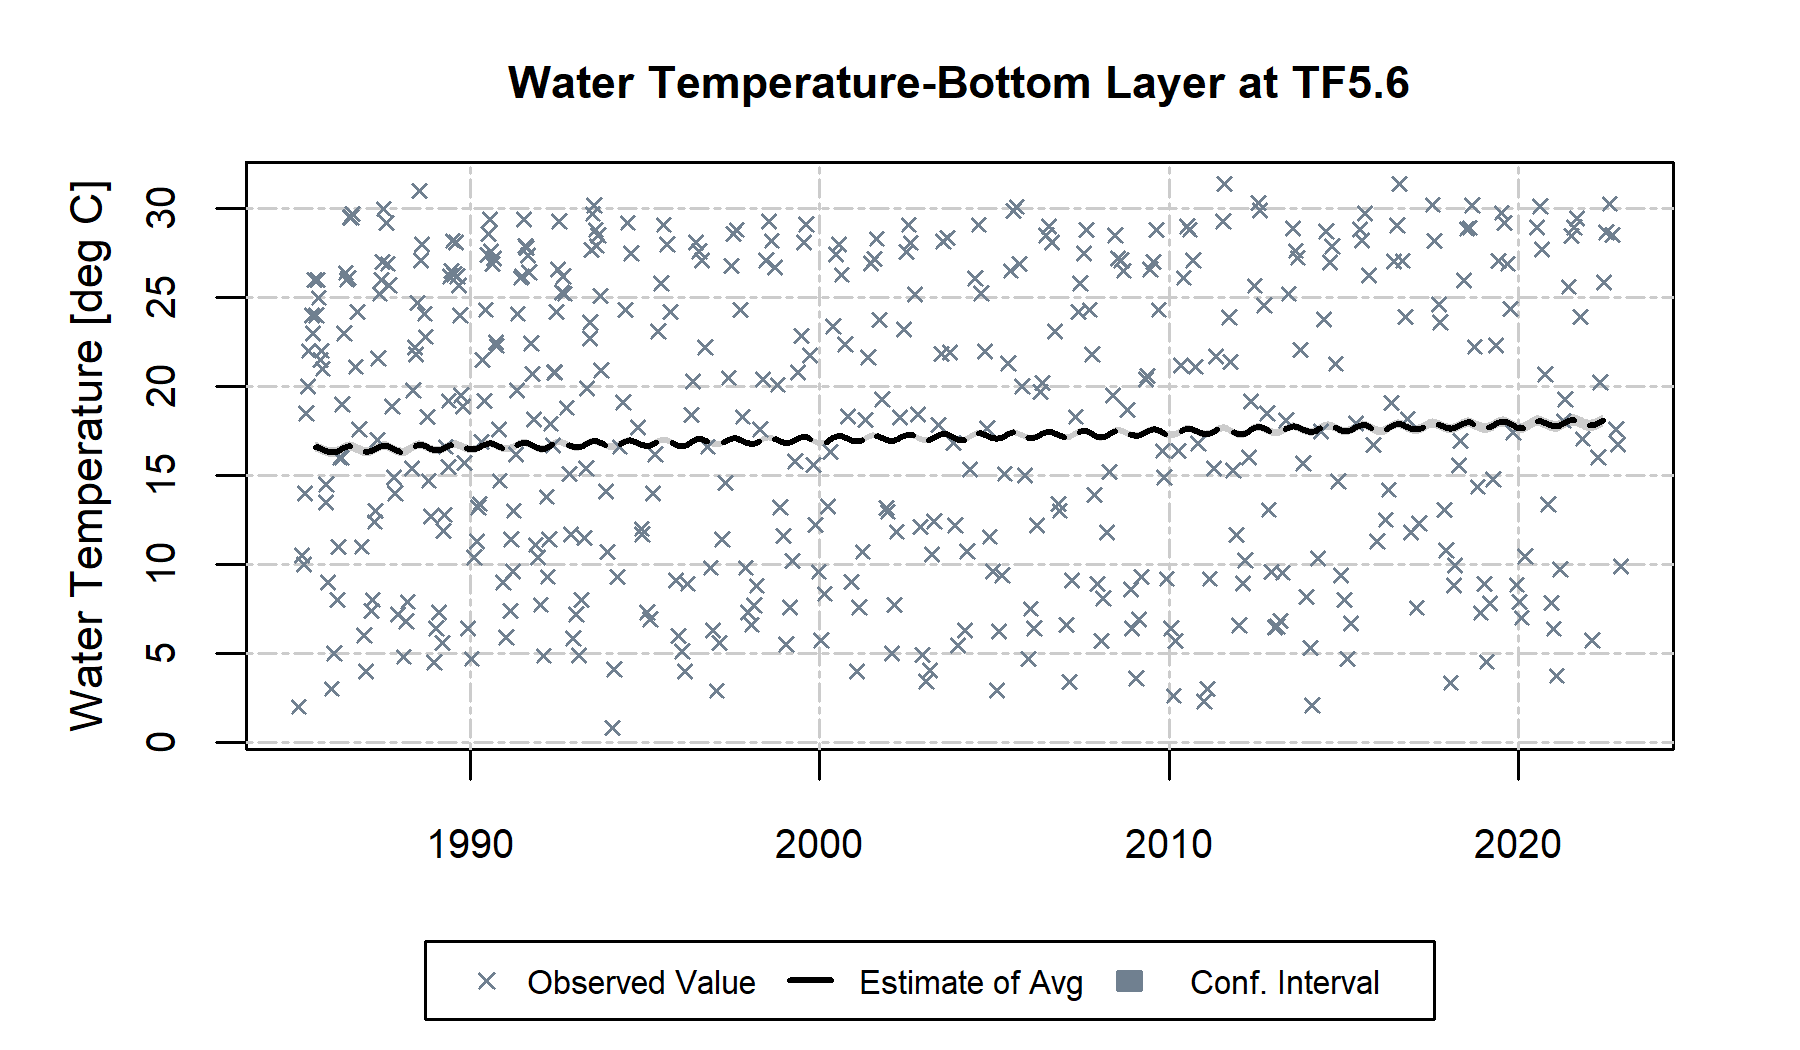 Water Temperature-Bottom Layer at TF5.6
Water Temperature [deg C]
30
25
20
15
10
5
0
1990 2000 2010 2020
Observed Value Estimate of Avg Conf. Interval